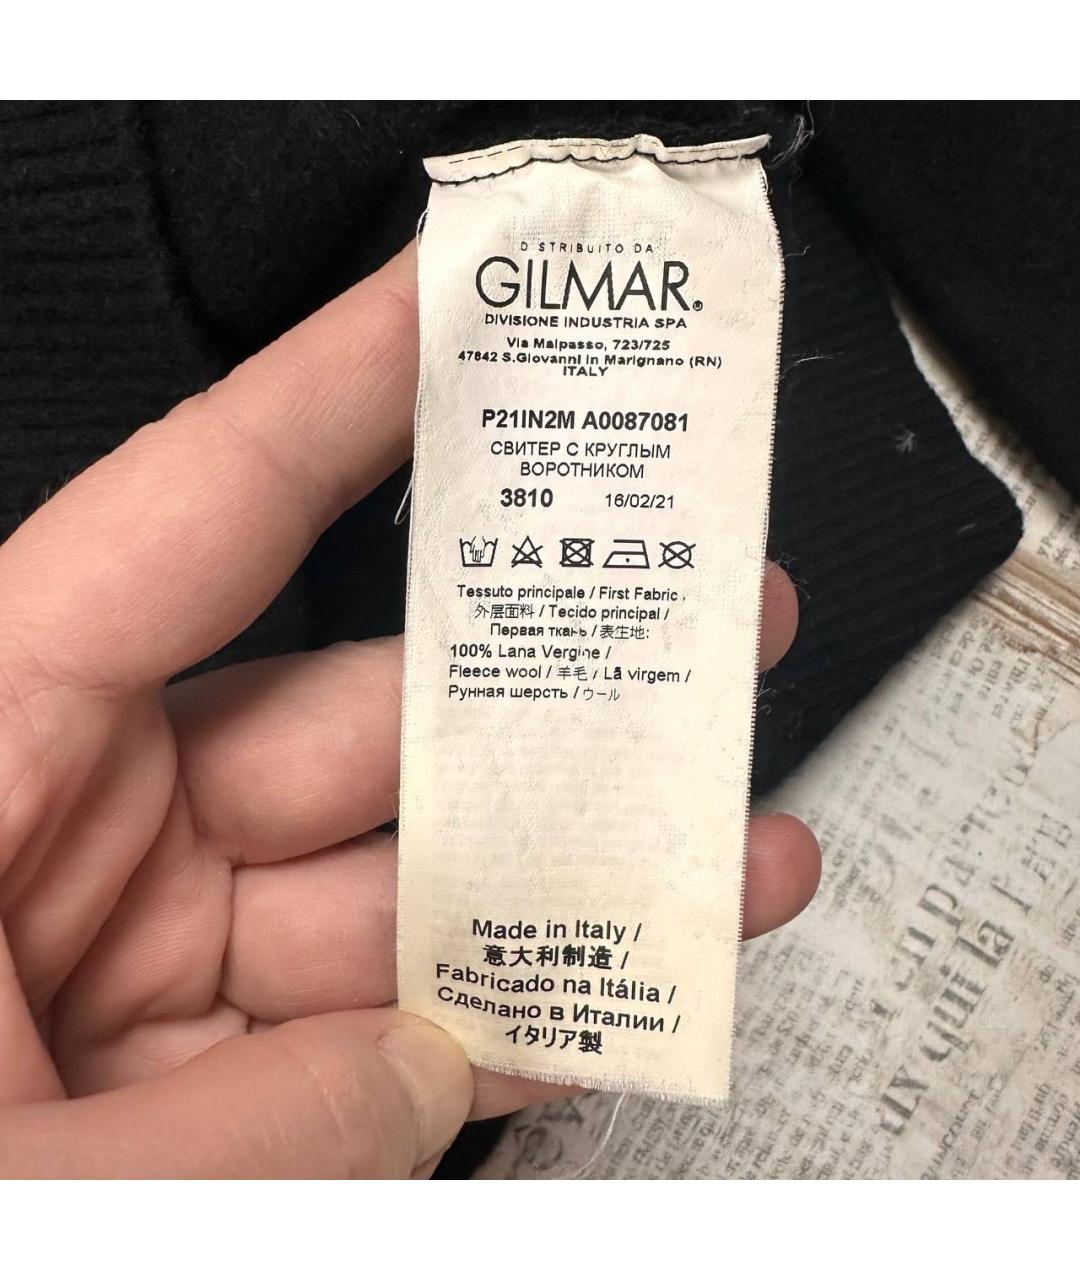 DISTRIBUITO DA
GILMAR®
DIVISIONE INDUSTRIA SPA
Via Malpasso, 723/725
47842 S.Giovanni in Marignano (RN)
ITALY
P21IN2M A0087081
СВИТЕР С КРУГЛЫМ
ВОРОТНИКОМ
3810 16/02/21
Tessuto principale / First Fabric /
外层面料 / Tecido principal /
Первая ткань / 表生地:
100% Lana Vergine /
Fleece wool / 羊毛 / Lã virgem /
Рунная шерсть / ウール
Made in Italy /
意大利制造 /
Fabricado na Itália /
Сделано в Италии /
イタリア製